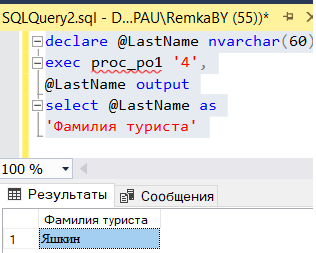 SQLQuery2.sql - D...PAU\RemkaBY (55))*
declare @LastName nvarchar(60)
exec proc_po1 '4',
@LastName output
select @LastName as
'Фамилия туриста'
100 %
Результаты Сообщения
Фамилия туриста
1 Яшкин